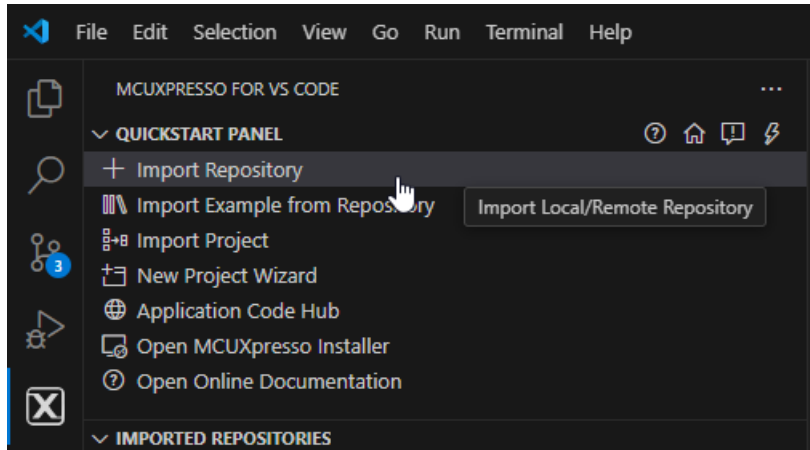 File Edit Selection View Go Run Terminal Help
MCUXPRESSO FOR VS CODE
QUICKSTART PANEL
Import Repository
Import Example from Repository
Import Local/Remote Repository
Import Project
3
New Project Wizard
Application Code Hub
Open MCUXpresso Installer
Open Online Documentation
IMPORTED REPOSITORIES